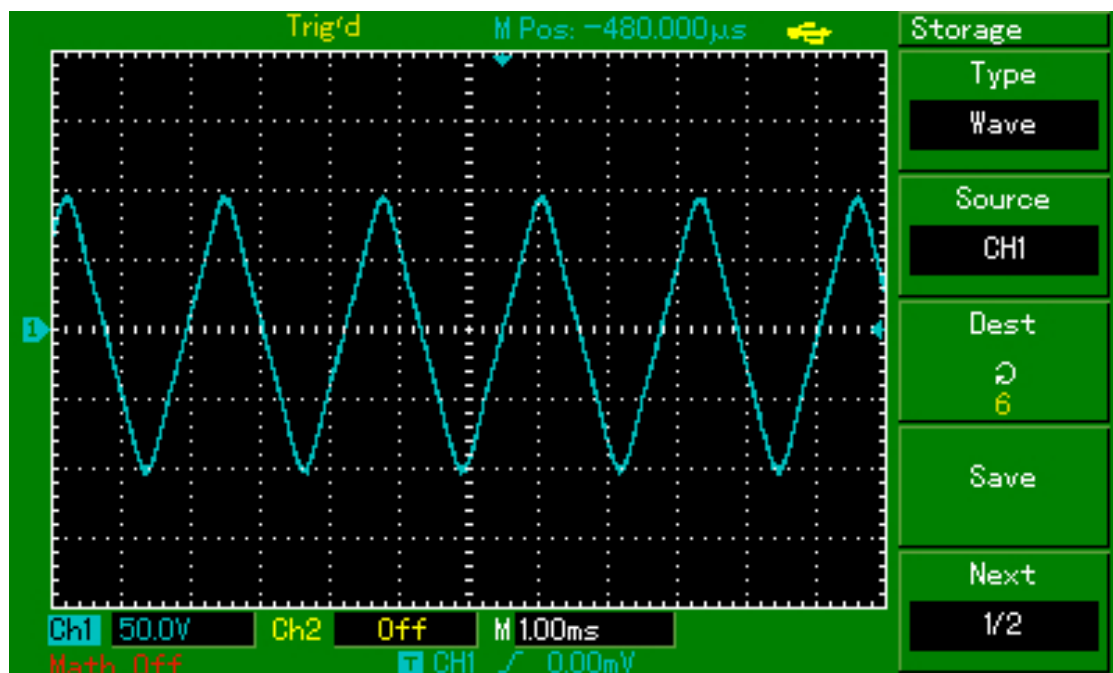 Trig'd M Pos: -480.000µs Storage
Type
Wave
Source
CH1
1 Dest
6
Save
Next
1/2
Ch1 50.0V Ch2 Off M 1.00ms
Math Off T CH1 0.00mV